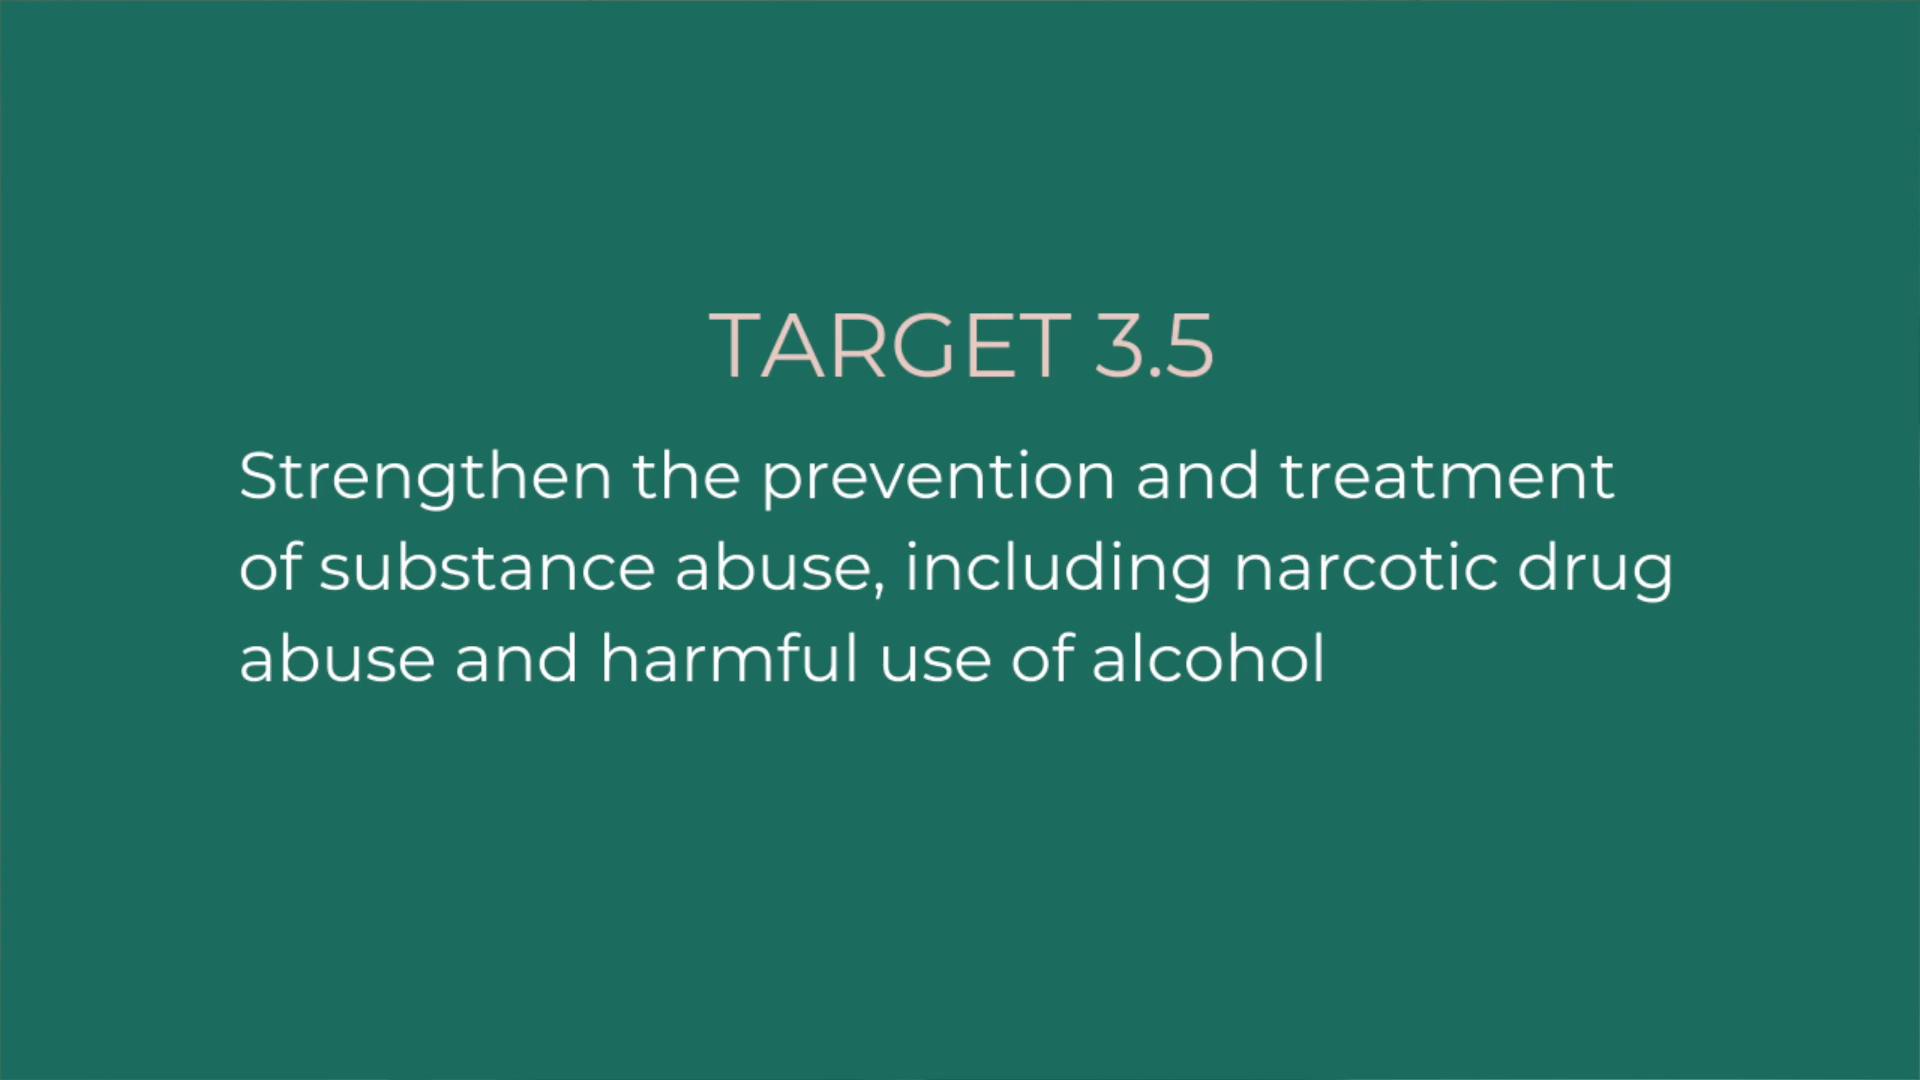 TARGET 3.5
Strengthen the prevention and treatment
of substance abuse, including narcotic drug
abuse and harmful use of alcohol